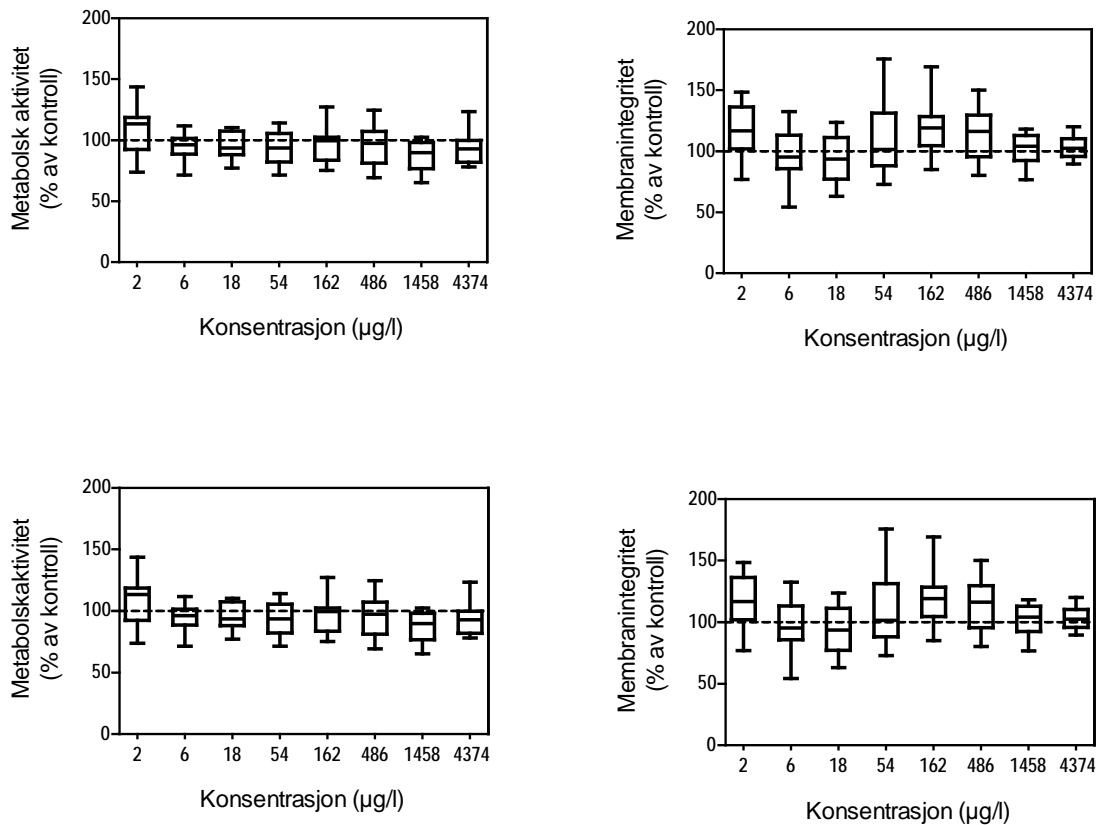 Metabolsk aktivitet
(% av kontroll)
200
150
100
50
0
2 6 18 54 162 486 1458 4374
Konsentrasjon (µg/l)
Membranintegritet
(% av kontroll)
200
150
100
50
0
2 6 18 54 162 486 1458 4374
Konsentrasjon (µg/l)
Metabolskaktivitet
(% av kontroll)
200
150
100
50
0
2 6 18 54 162 486 1458 4374
Konsentrasjon (µg/l)
Membranintegritet
(% av kontroll)
200
150
100
50
0
2 6 18 54 162 486 1458 4374
Konsentrasjon (µg/l)